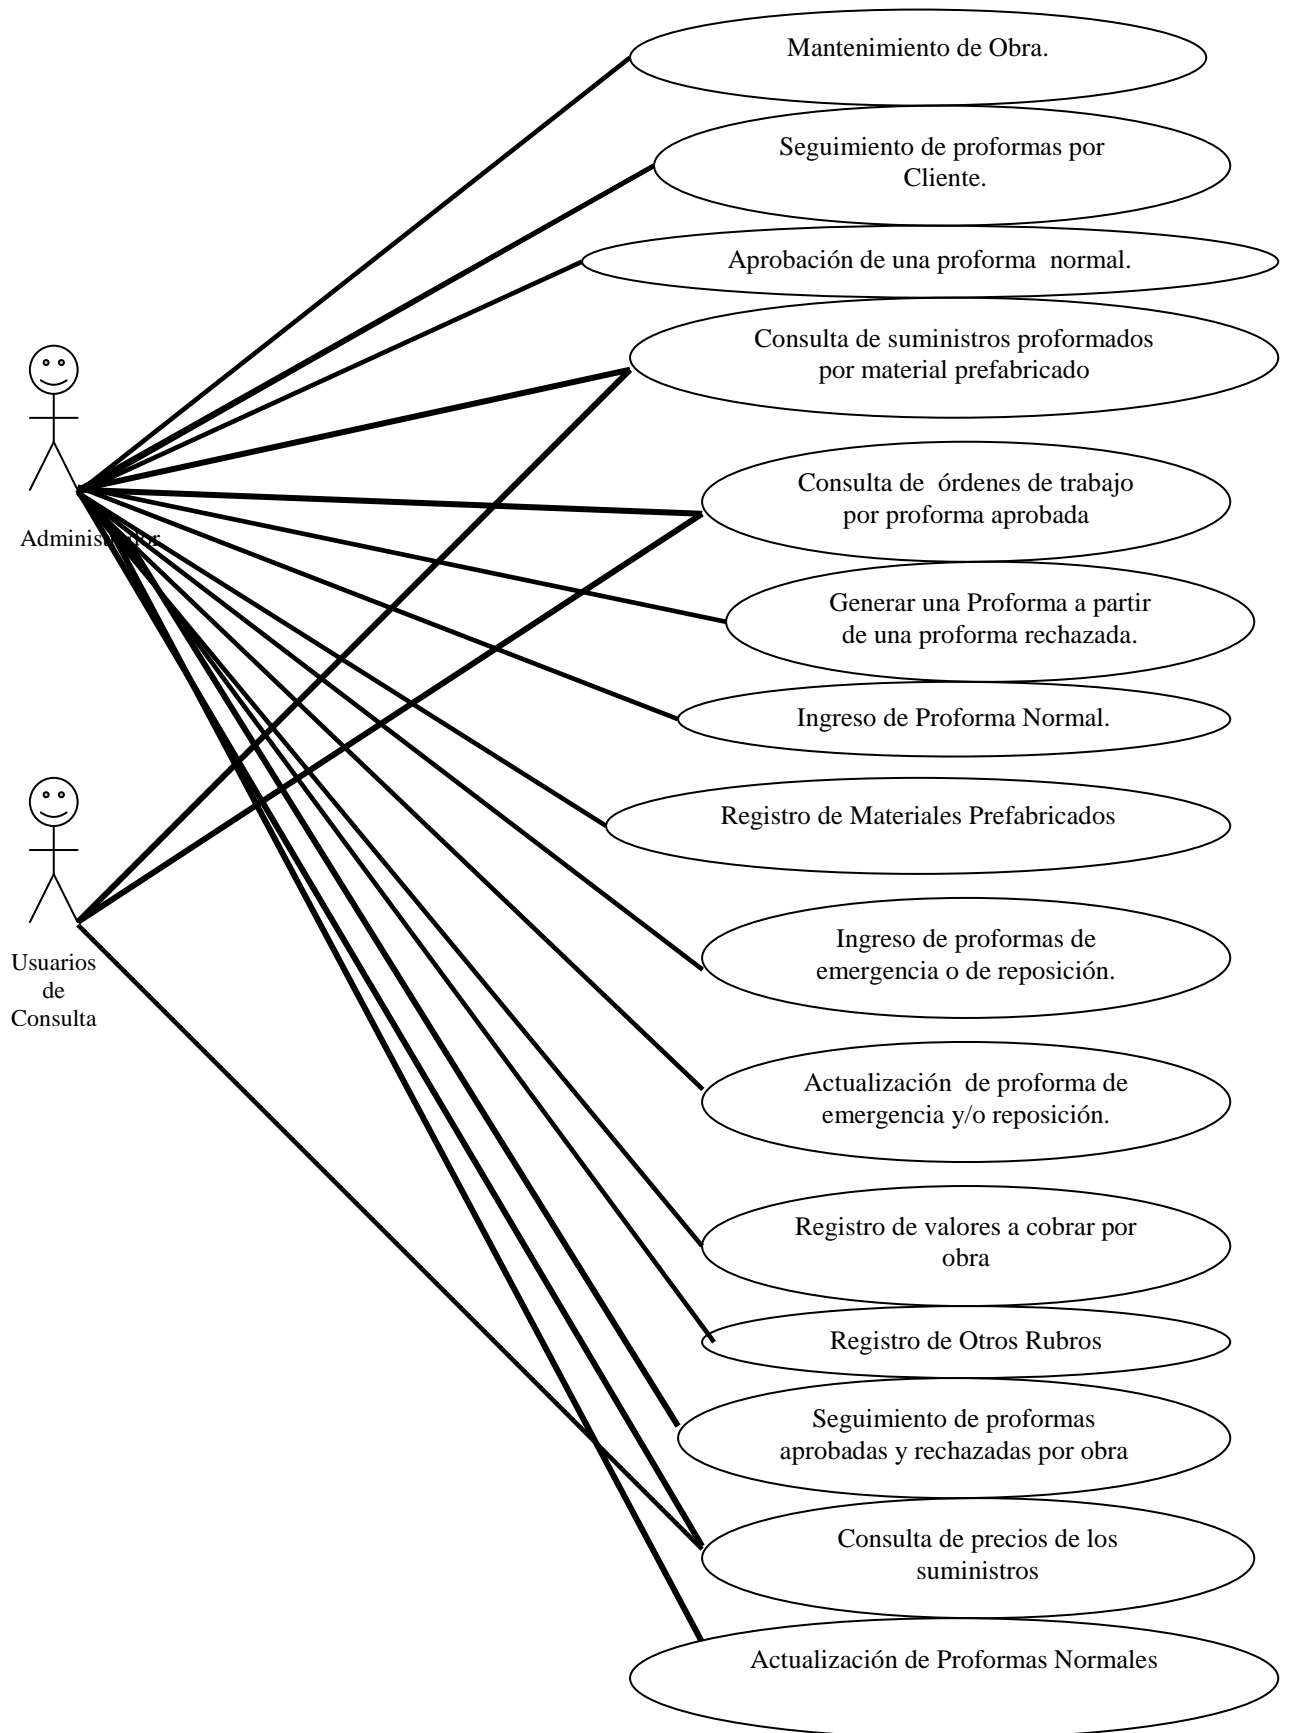 Mantenimiento de Obra.
Seguimiento de proformas por
Cliente.
Aprobación de una proforma  normal.
Consulta de suministros proformados
por material prefabricado
Consulta de  órdenes de trabajo
por proforma aprobada
Administrador
Generar una Proforma a partir
de una proforma rechazada.
Ingreso de Proforma Normal.
Registro de Materiales Prefabricados
Ingreso de proformas de
emergencia o de reposición.
Usuarios
de
Consulta
Actualización  de proforma de
emergencia y/o reposición.
Registro de valores a cobrar por
obra
Registro de Otros Rubros
Seguimiento de proformas
aprobadas y rechazadas por obra
Consulta de precios de los
suministros
Actualización de Proformas Normales